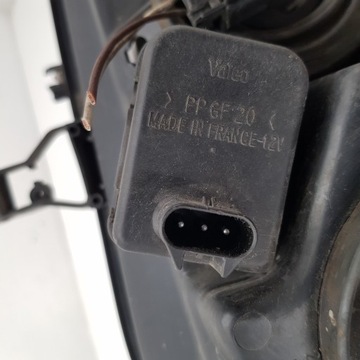 Valeo
> PP GF 20 <
MADE IN FRANCE-12V